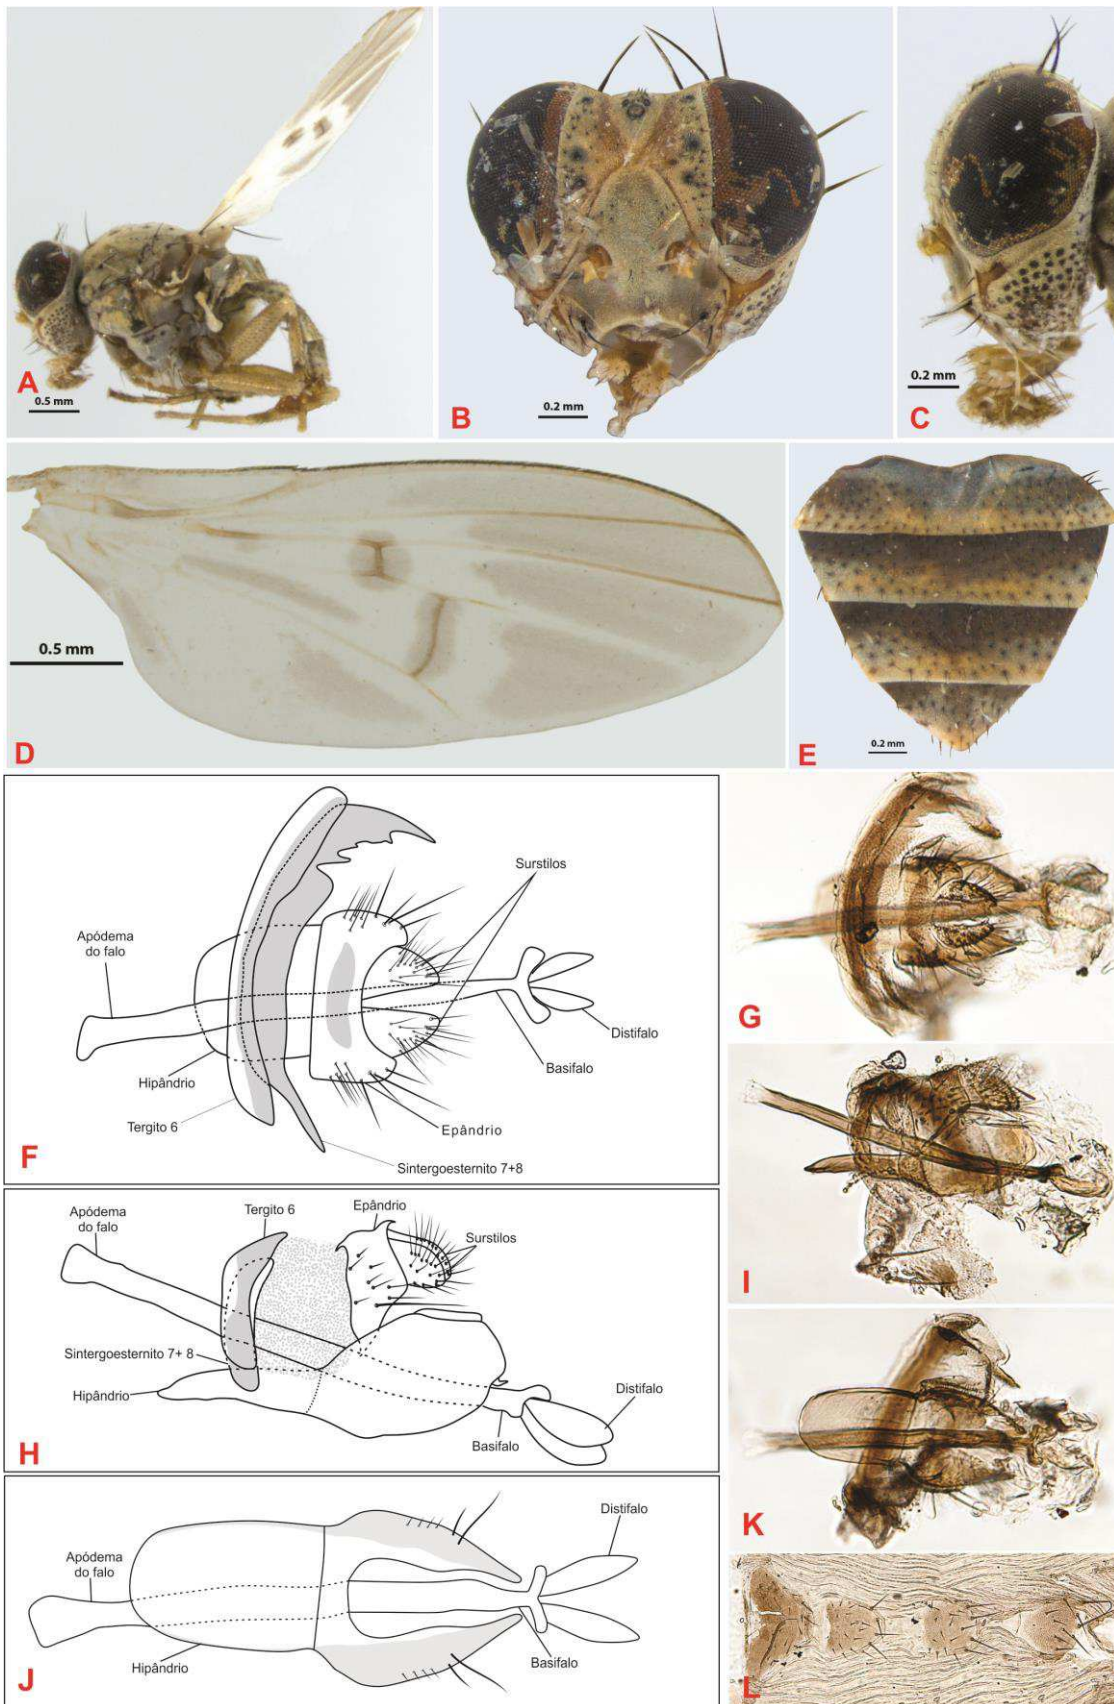 A
0.5 mm
B
0.2 mm
C
0.2 mm
D
0.5 mm
E
0.2 mm
F
Apódema
do falo
Hipândrio
Tergito 6
Surstilos
Distifalo
Basifalo
Epândrio
Sintergoesternito 7+8
G
H
Apódema
do falo
Tergito 6
Epândrio
Surstilos
Sintergoesternito 7+ 8
Hipândrio
Distifalo
Basifalo
I
J
Apódema
do falo
Hipândrio
Distifalo
Basifalo
K
L